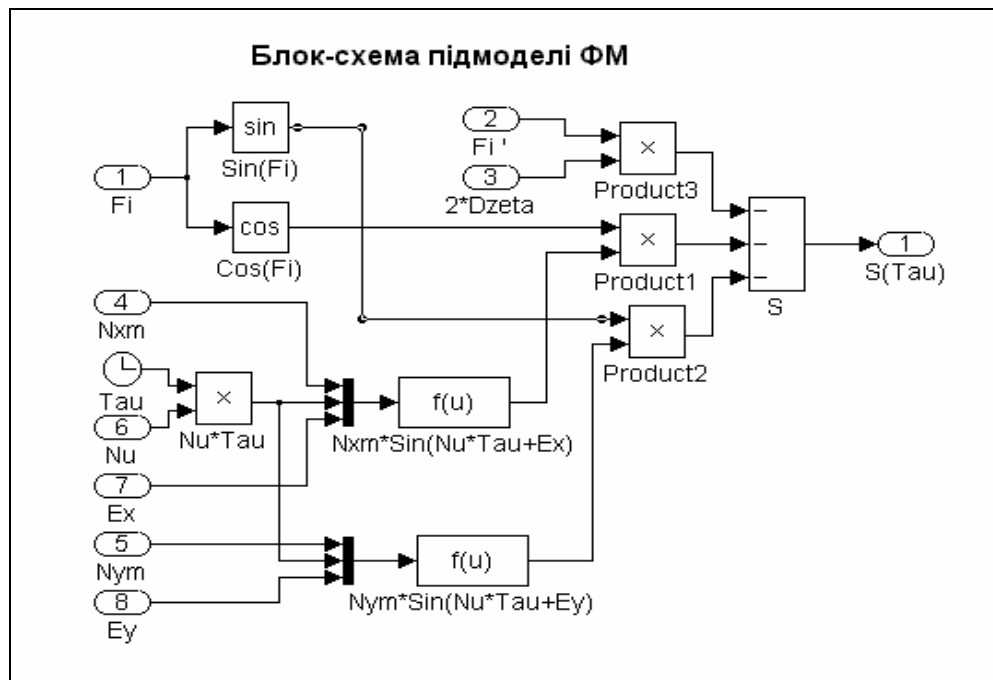 Блок-схема підмоделі ФМ
sin
Sin(Fi)
2
Fi '
×
Product3
1
Fi
3
2*Dzeta
cos
Cos(Fi)
×
Product1
−
−
−
S
1
S(Tau)
4
Nxm
×
Product2
Tau
×
Nu*Tau
f(u)
Nxm*Sin(Nu*Tau+Ex)
6
Nu
7
Ex
5
Nym
f(u)
Nym*Sin(Nu*Tau+Ey)
8
Ey